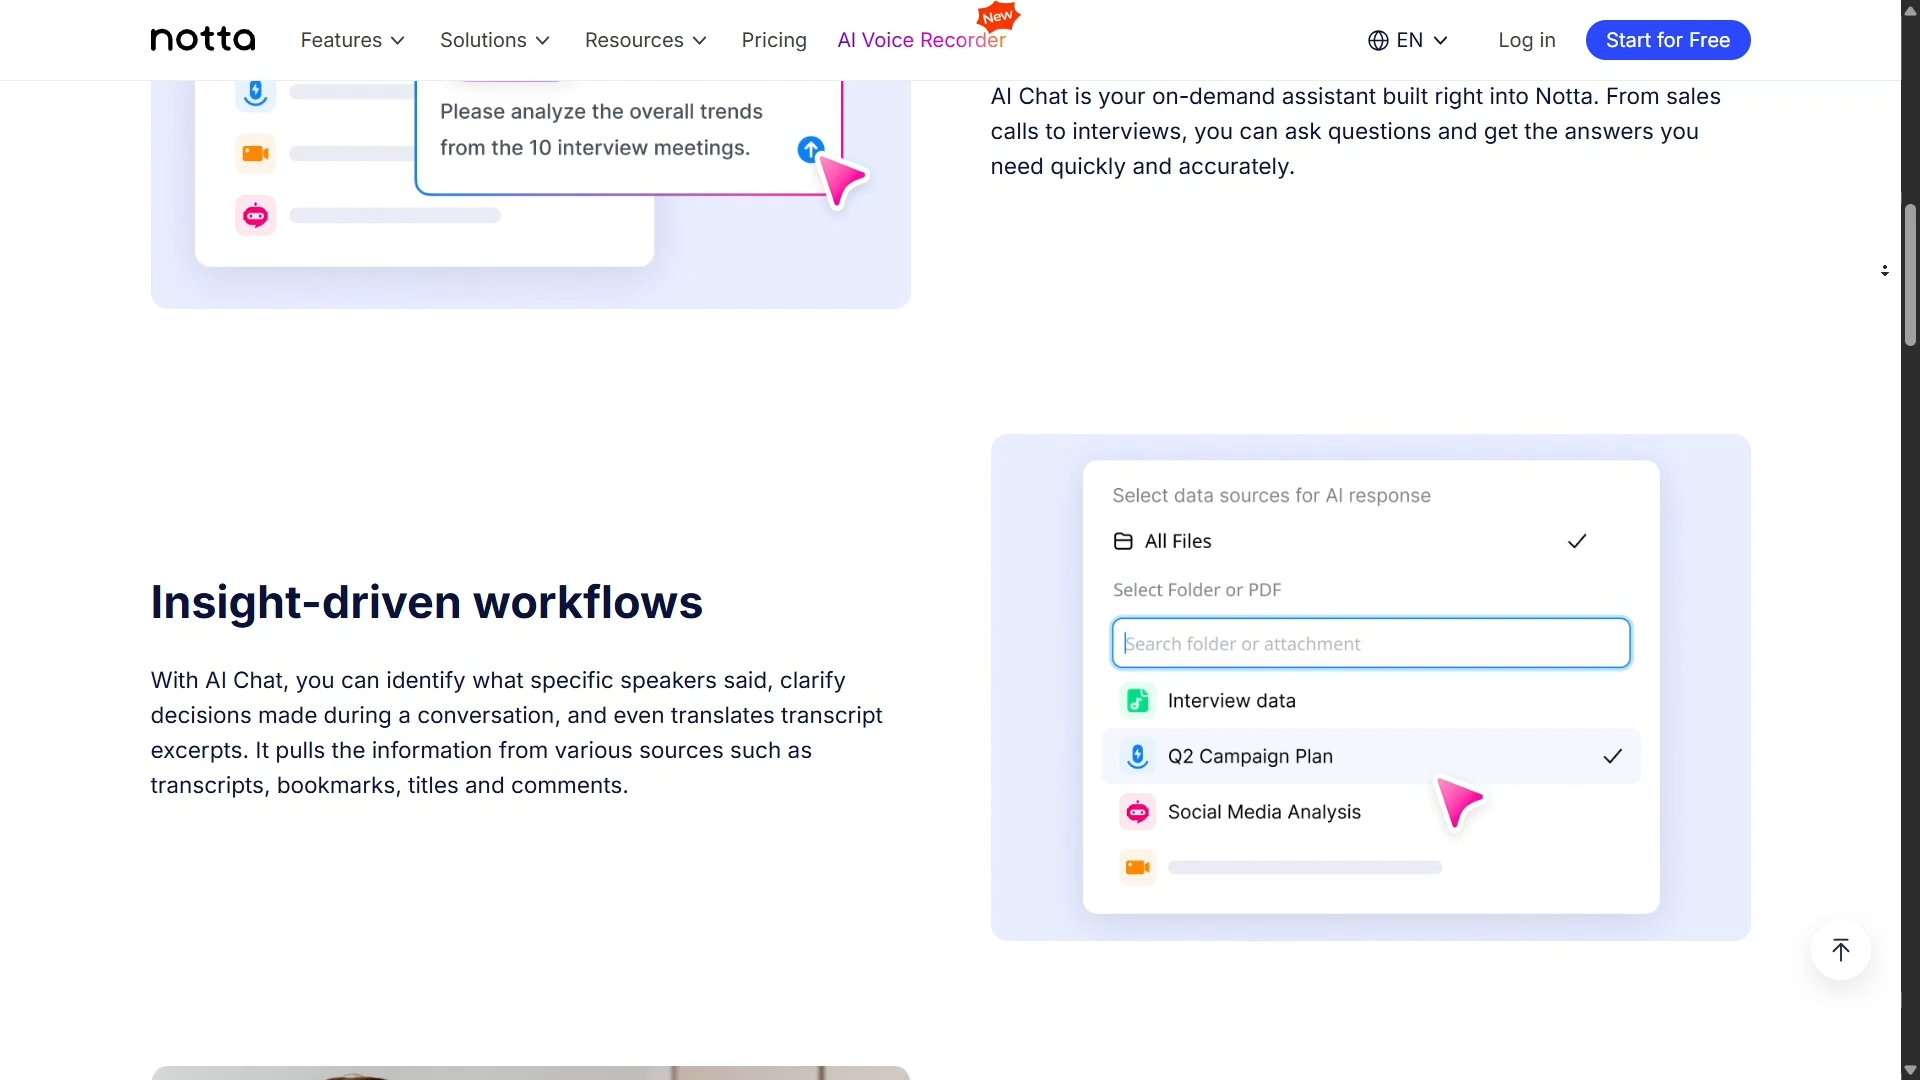 notta
Features
Solutions
Resources
Pricing
AI Voice Recorder
New
EN
Log in
Start for Free
Please analyze the overall trends
from the 10 interview meetings.
AI Chat is your on-demand assistant built right into Notta. From sales
calls to interviews, you can ask questions and get the answers you
need quickly and accurately.
Insight-driven workflows
With AI Chat, you can identify what specific speakers said, clarify
decisions made during a conversation, and even translates transcript
excerpts. It pulls the information from various sources such as
transcripts, bookmarks, titles and comments.
Select data sources for AI response
All Files
Select Folder or PDF
Search folder or attachment
Interview data
Q2 Campaign Plan
Social Media Analysis